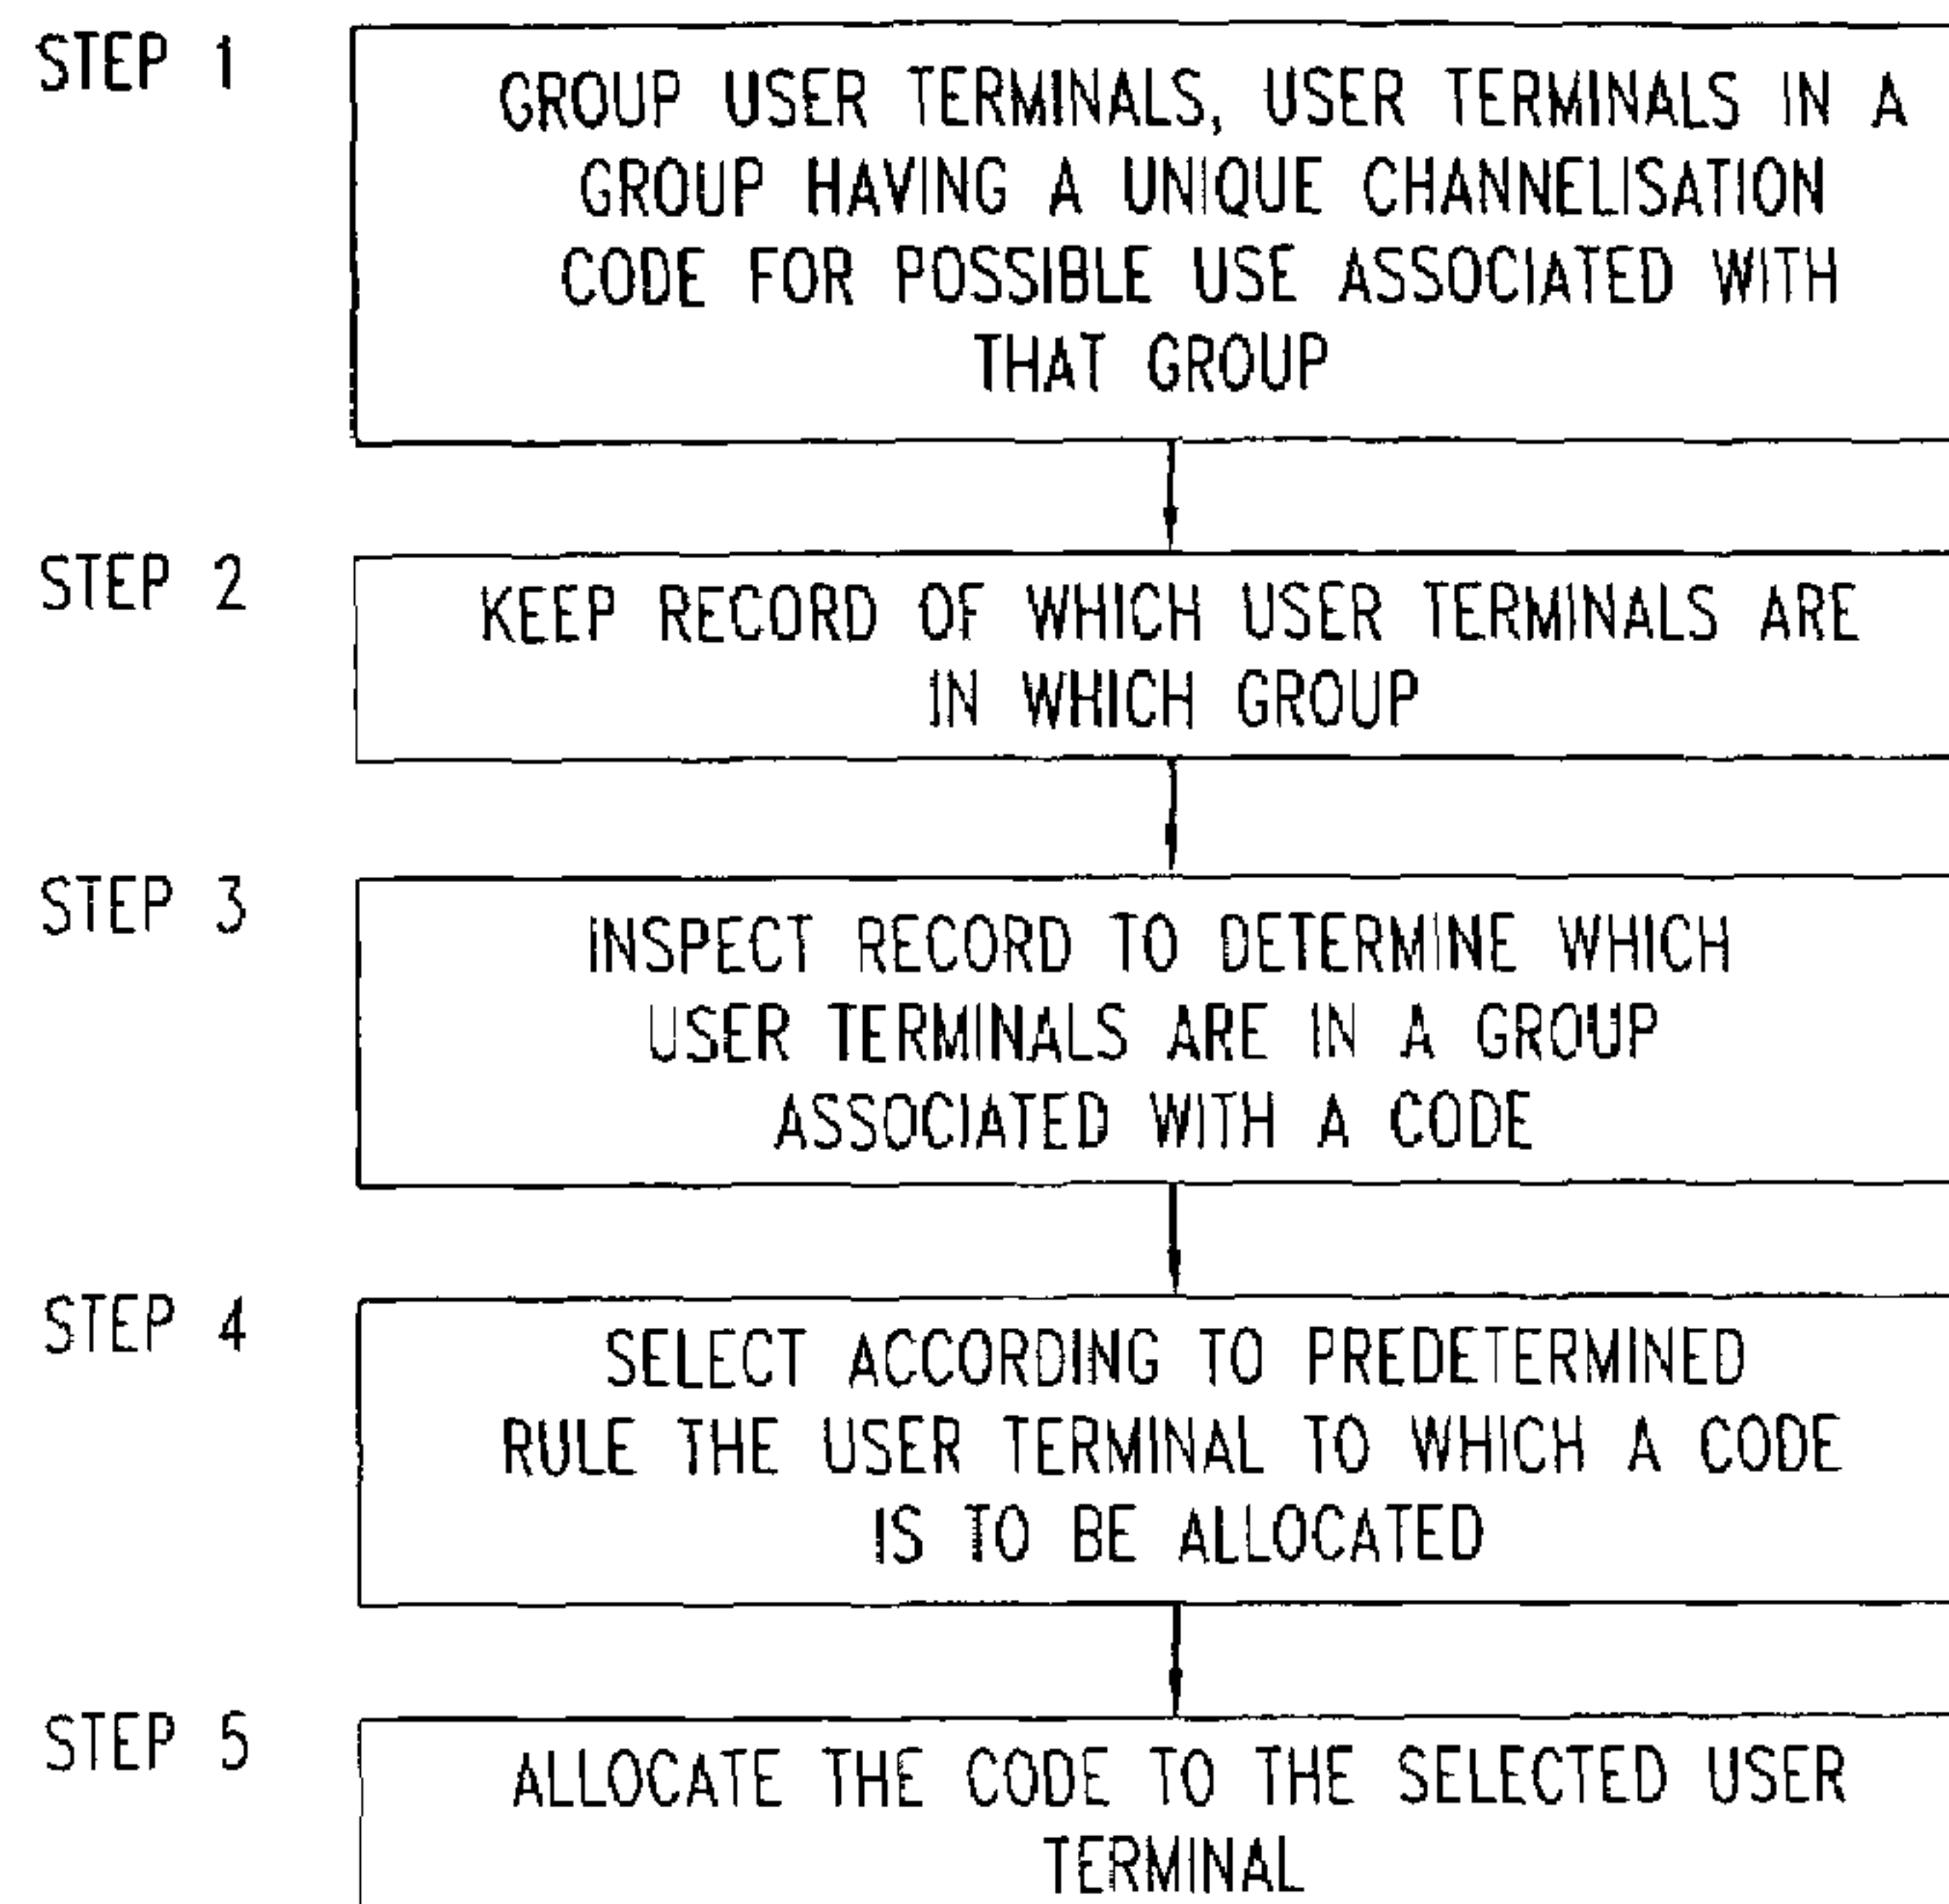 STEP 1
GROUP USER TERMINALS, USER TERMINALS IN A
GROUP HAVING A UNIQUE CHANNELISATION
CODE FOR POSSIBLE USE ASSOCIATED WITH
THAT GROUP
STEP 2
KEEP RECORD OF WHICH USER TERMINALS ARE
IN WHICH GROUP
STEP 3
INSPECT RECORD TO DETERMINE WHICH
USER TERMINALS ARE IN A GROUP
ASSOCIATED WITH A CODE
STEP 4
SELECT ACCORDING TO PREDETERMINED
RULE THE USER TERMINAL TO WHICH A CODE
IS TO BE ALLOCATED
STEP 5
ALLOCATE THE CODE TO THE SELECTED USER
TERMINAL